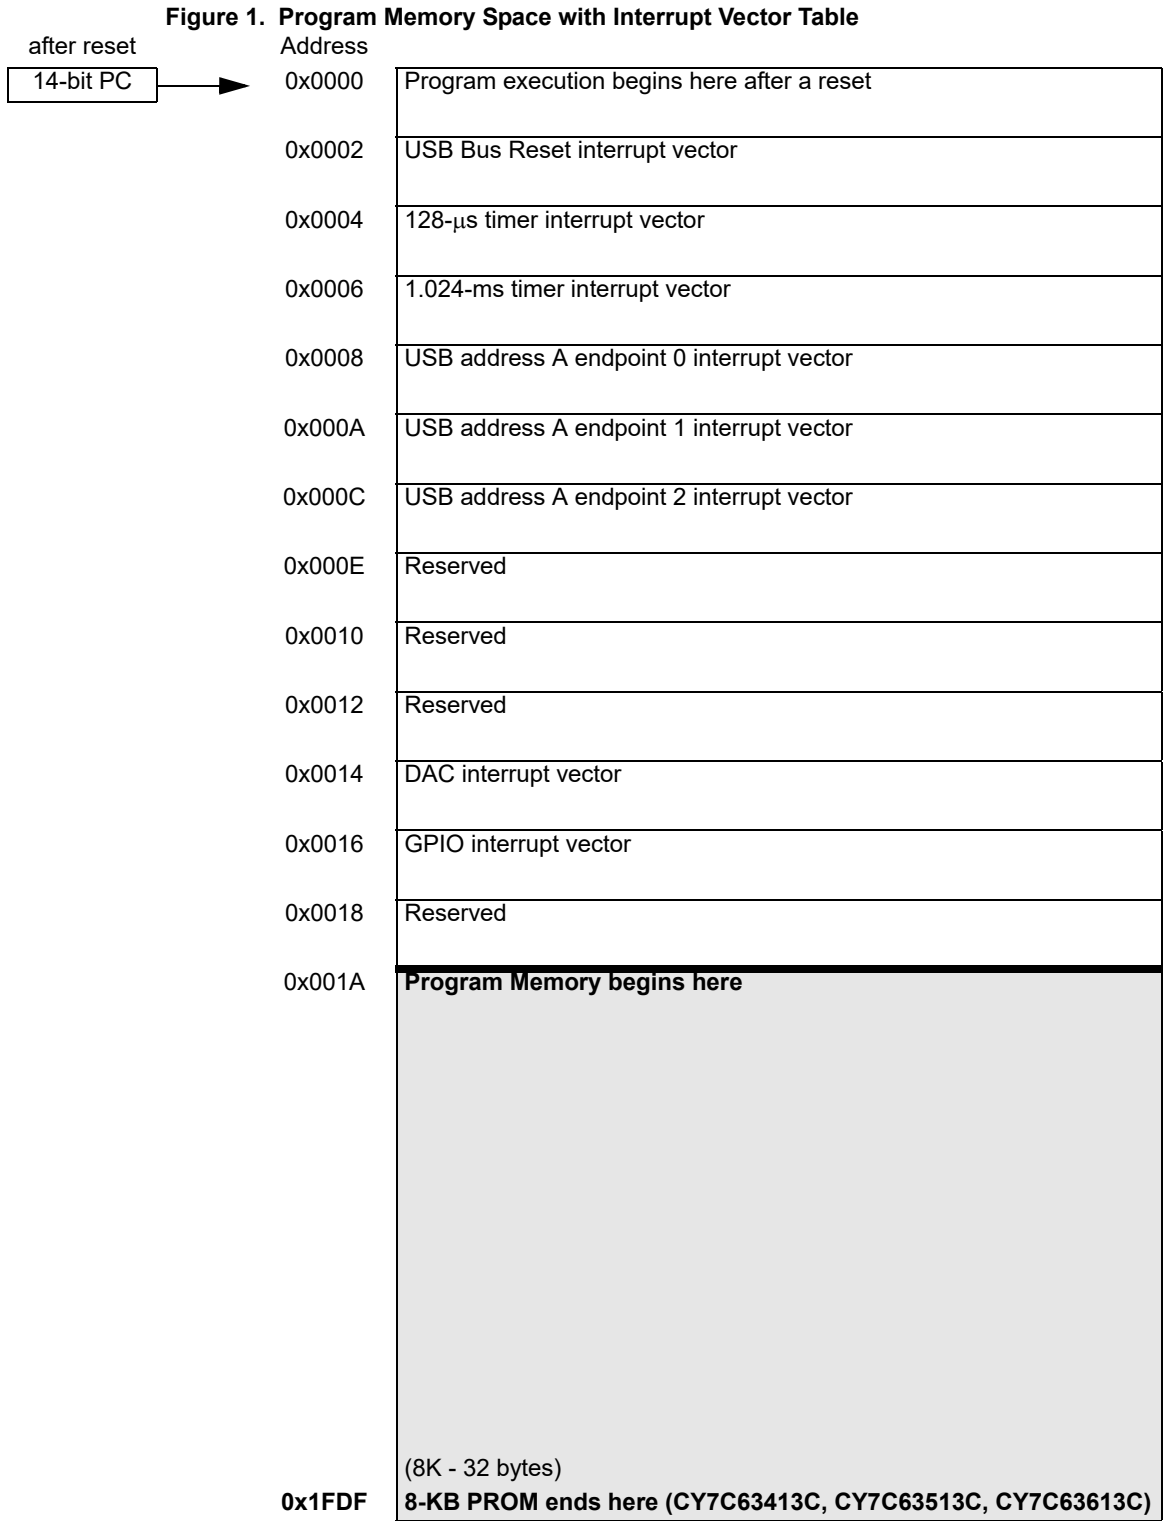 Figure 1.  Program Memory Space with Interrupt Vector Table
after reset Address
14-bit PC 0x0000 Program execution begins here after a reset
0x0002 USB Bus Reset interrupt vector
0x0004 128-μs timer interrupt vector
0x0006 1.024-ms timer interrupt vector
0x0008 USB address A endpoint 0 interrupt vector
0x000A USB address A endpoint 1 interrupt vector
0x000C USB address A endpoint 2 interrupt vector
0x000E Reserved
0x0010 Reserved
0x0012 Reserved
0x0014 DAC interrupt vector
0x0016 GPIO interrupt vector
0x0018 Reserved
0x001A Program Memory begins here
(8K - 32 bytes)
0x1FDF 8-KB PROM ends here (CY7C63413C, CY7C63513C, CY7C63613C)